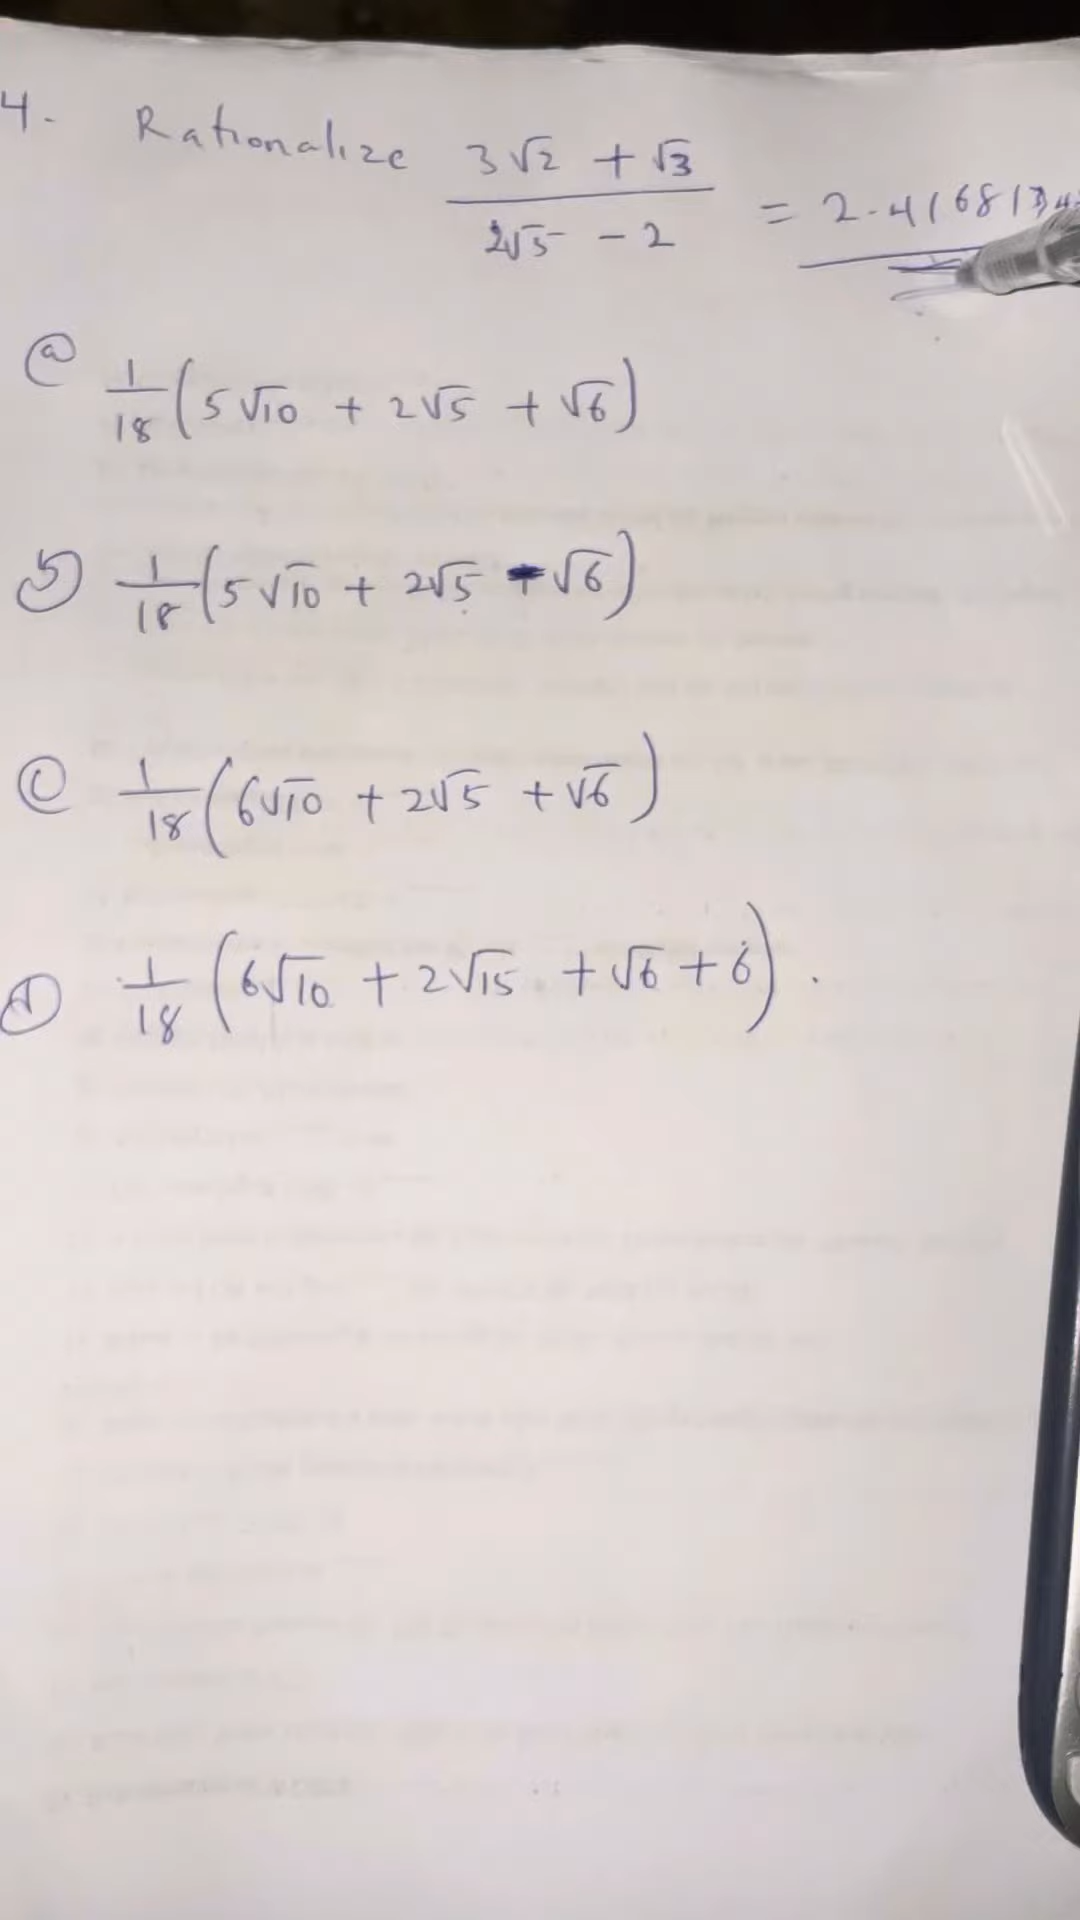 4. Rationalize 3√2 + √3
2√5 - 2 = 2.4168134
(a) 1/18 (5√10 + 2√5 + √6)
(b) 1/18 (5√10 + 2√5 - √6)
(c) 1/18 (6√10 + 2√5 + √6)
(d) 1/18 (6√10 + 2√15 + √6 + 6).